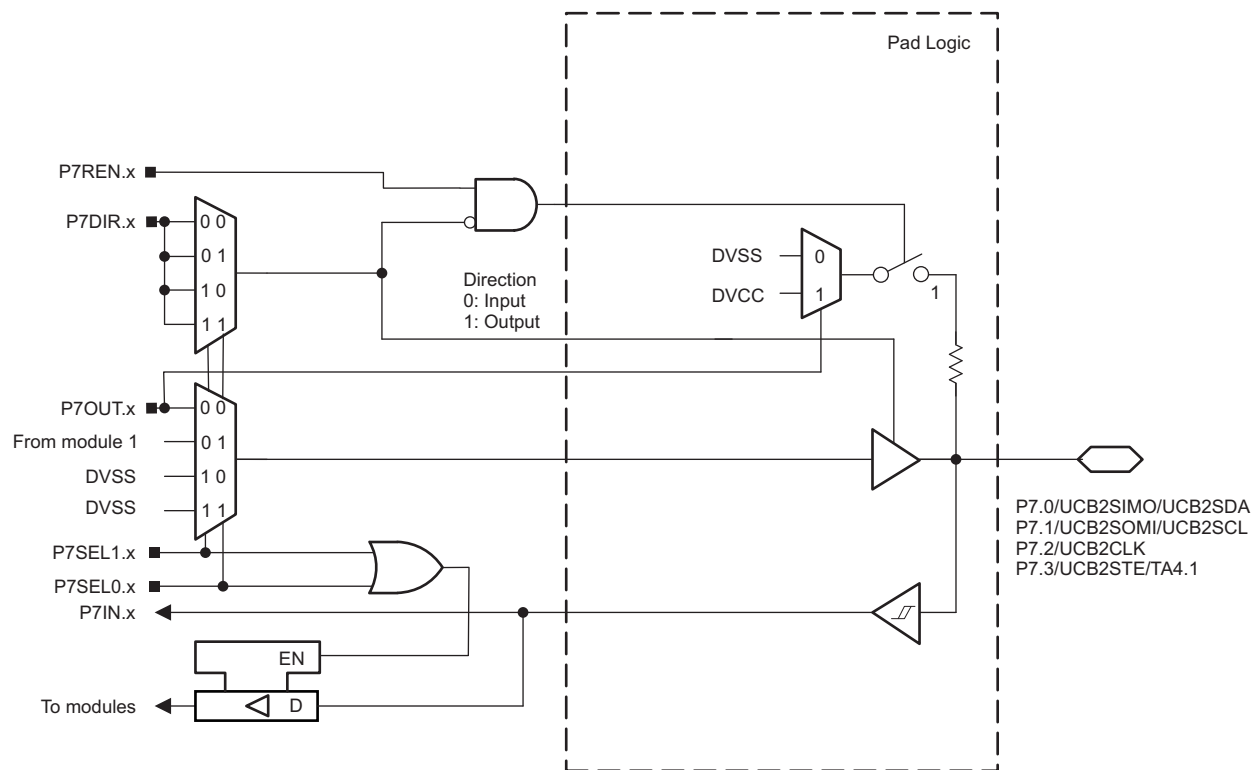 Pad Logic
P7REN.x
P7DIR.x
0 0
0 1
1 0
1 1
Direction
0: Input
1: Output
DVSS
0
DVCC
1
1
P7OUT.x
0 0
From module 1
0 1
DVSS
1 0
DVSS
1 1
P7.0/UCB2SIMO/UCB2SDA
P7.1/UCB2SOMI/UCB2SCL
P7.2/UCB2CLK
P7.3/UCB2STE/TA4.1
P7SEL1.x
P7SEL0.x
P7IN.x
EN
To modules
D